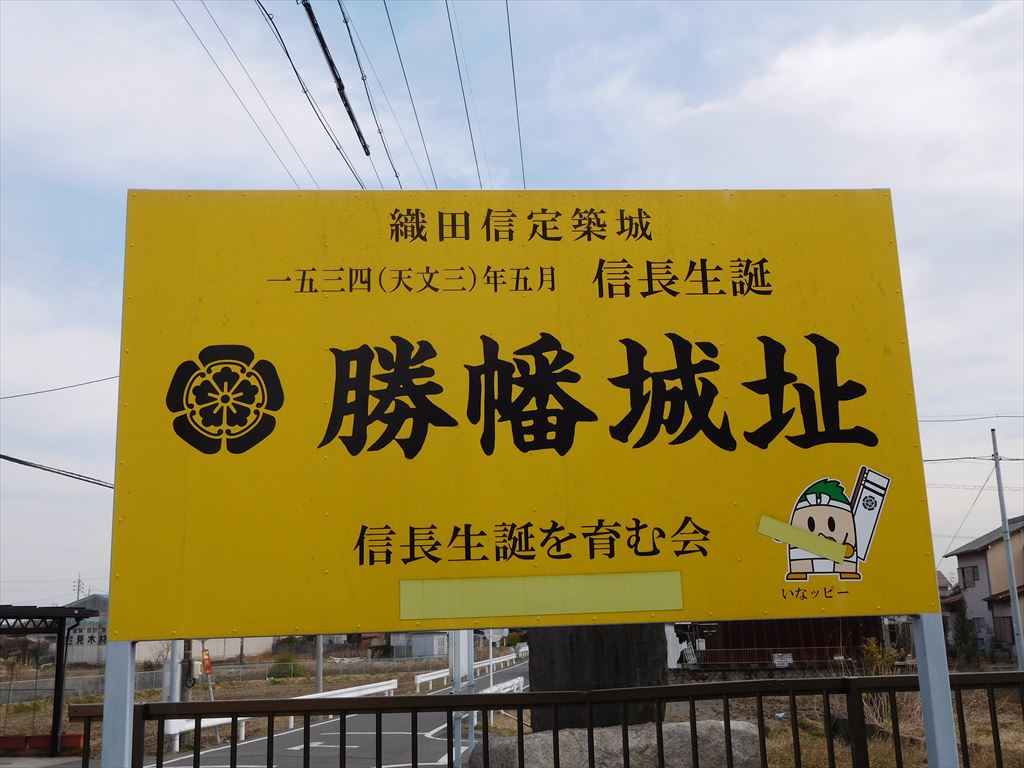 織田信定築城
一五三四(天文三)年五月 信長生誕
勝幡城址
信長生誕を育む会
いなッピー